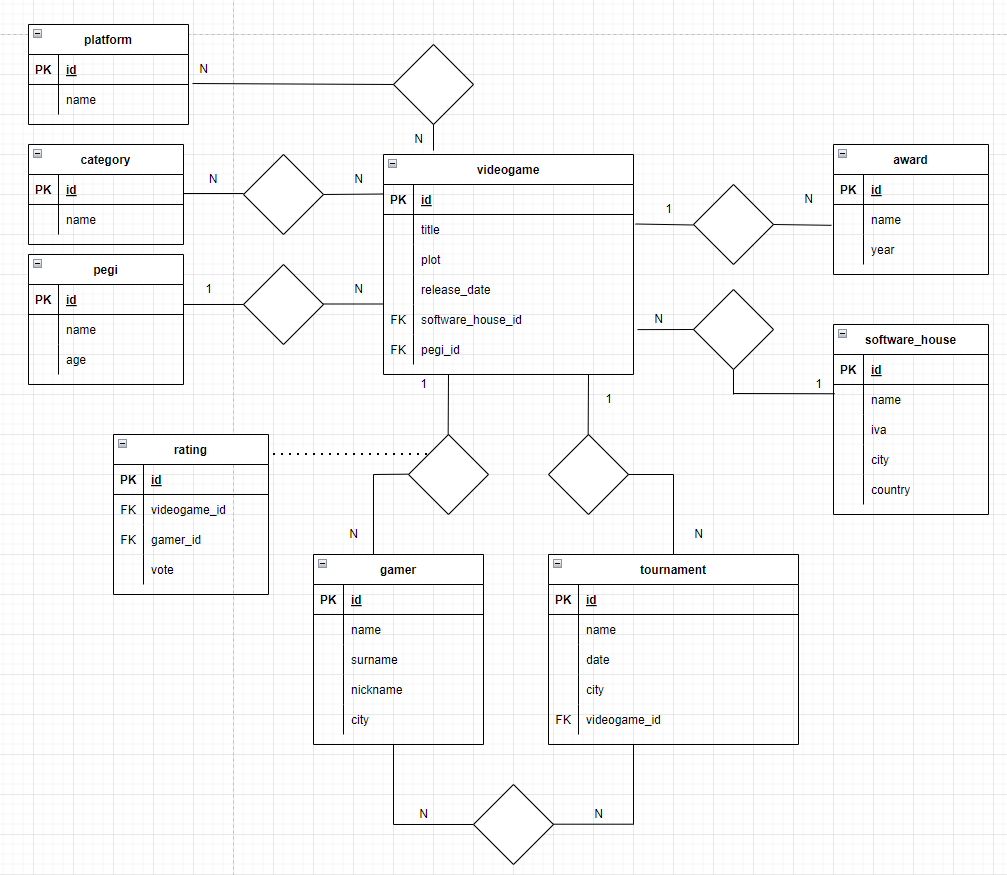 platform
PK id
name
N
N
category
PK id
name
N
N
pegi
PK id
name
age
1
N
videogame
PK id
title
plot
release_date
FK software_house_id
FK pegi_id
1
N
award
PK id
name
year
N
1
software_house
PK id
name
iva
city
country
1
1
rating
PK id
FK videogame_id
FK gamer_id
vote
N
N
gamer
PK id
name
surname
nickname
city
tournament
PK id
name
date
city
FK videogame_id
N
N